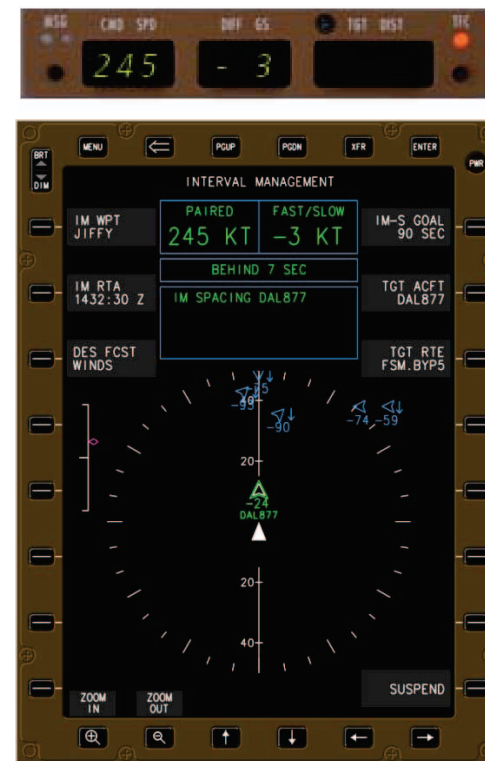 MSG CMD SPD DIFF GS TGT DIST TFC
245 - 3
BRT
DIM
MENU PGUP PGDN XFR ENTER
PWR
INTERVAL MANAGEMENT
IM WPT
JIFFY
PAIRED
245 KT
FAST/SLOW
-3 KT
IM-S GOAL
90 SEC
BEHIND 7 SEC
IM RTA
1432:30 Z
IM SPACING DAL877
TGT ACFT
DAL877
DES FCST
WINDS
TGT RTE
FSM.BYP5
-90
-74 -59
20
-24
DAL877
20
40
SUSPEND
ZOOM
IN
ZOOM
OUT